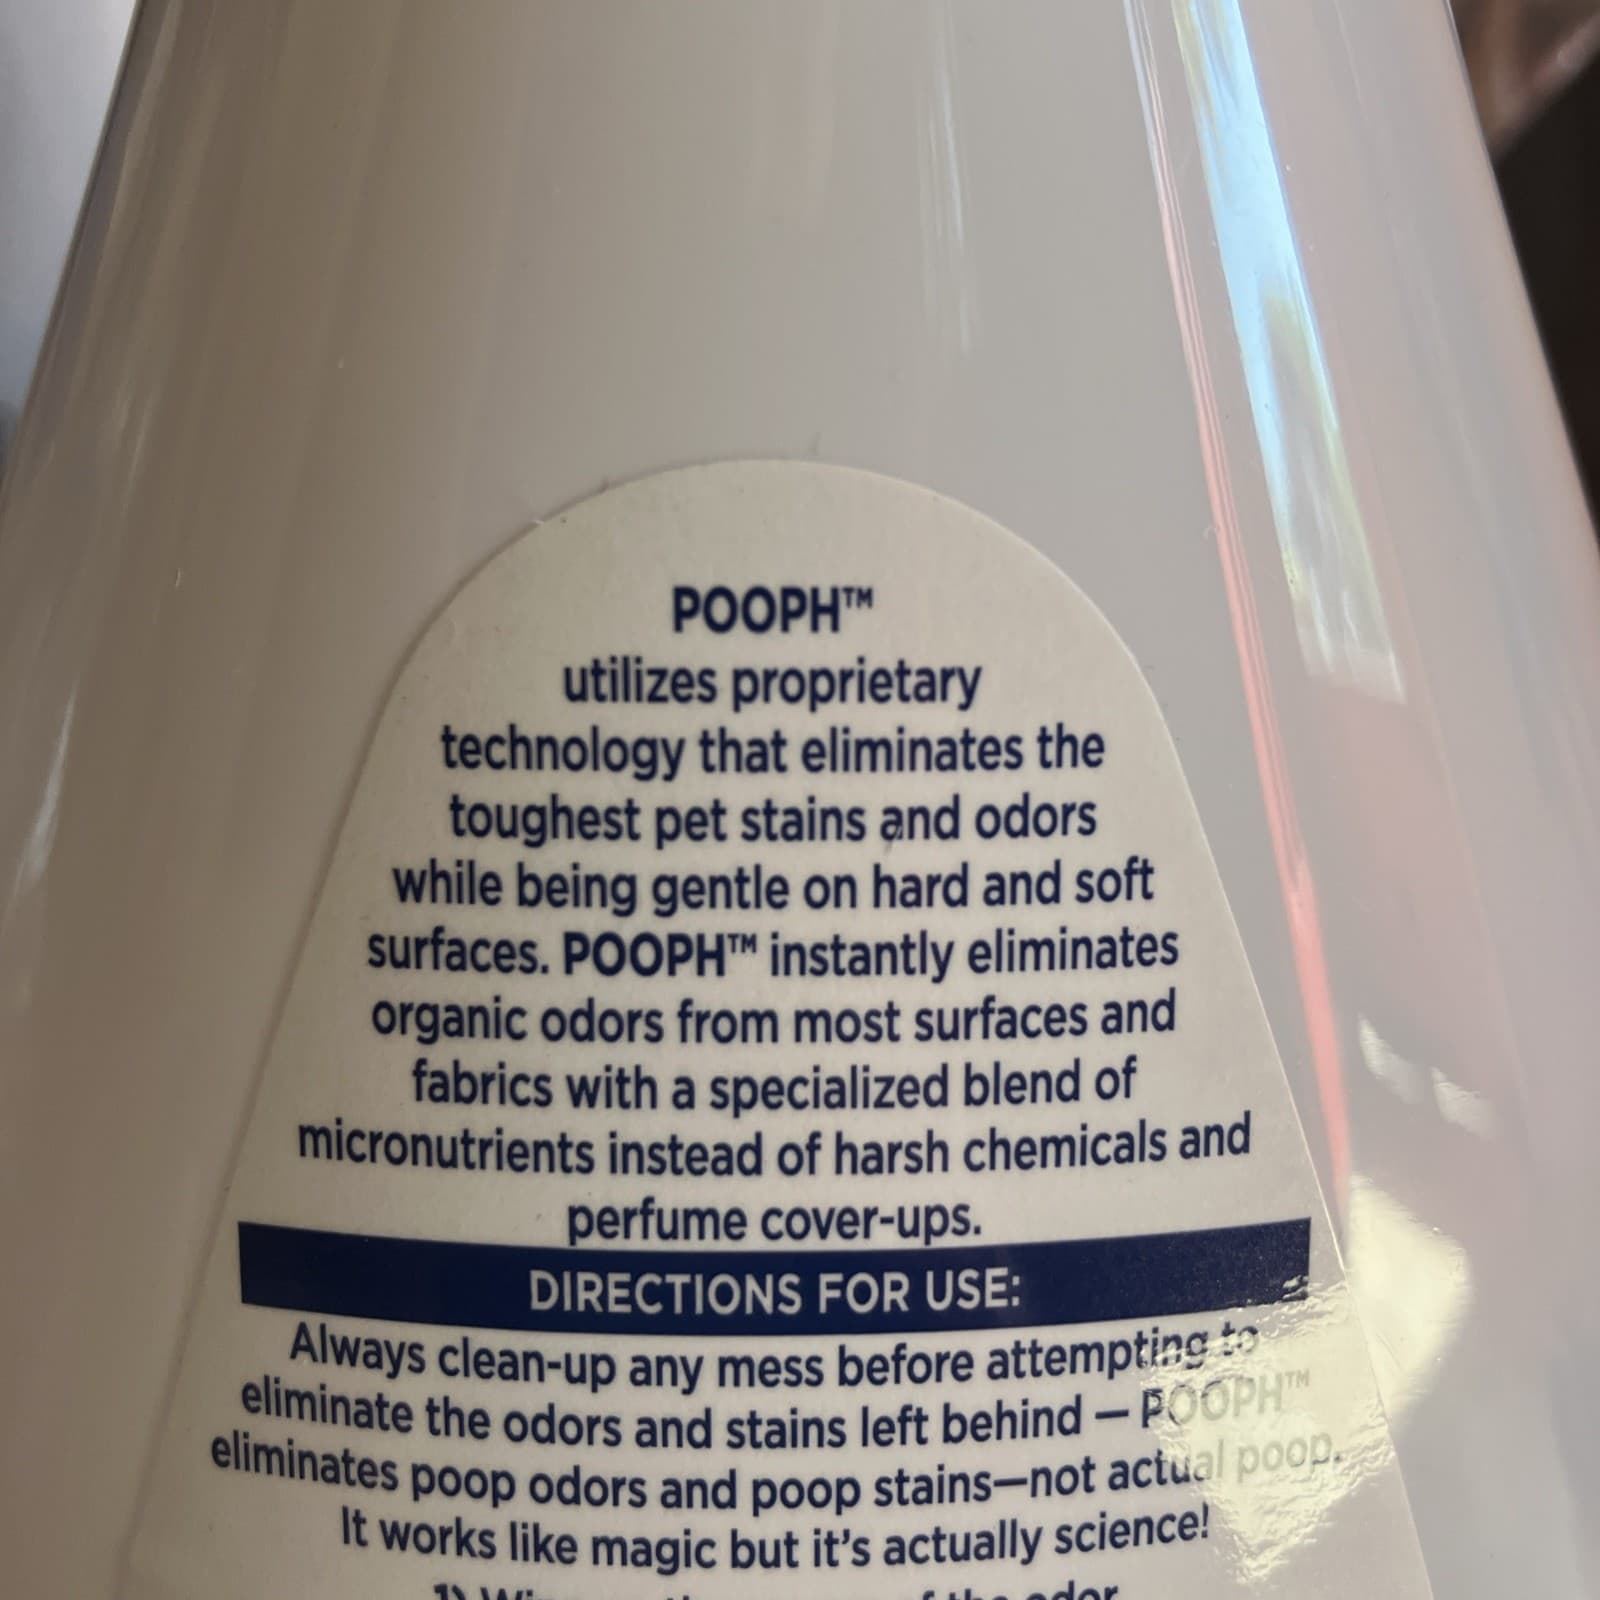 POOPH™
utilizes proprietary
technology that eliminates the
toughest pet stains and odors
while being gentle on hard and soft
surfaces. POOPH™ instantly eliminates
organic odors from most surfaces and
fabrics with a specialized blend of
micronutrients instead of harsh chemicals and
perfume cover-ups.
DIRECTIONS FOR USE:
Always clean-up any mess before attempting to
eliminate the odors and stains left behind — POOPH™
eliminates poop odors and poop stains—not actual poop.
It works like magic but it's actually science!
1) of the odor